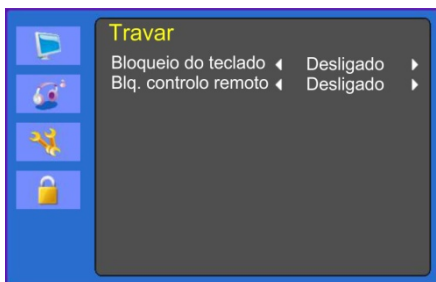 Travar
Bloqueio do teclado Desligado
Blq. controlo remoto Desligado